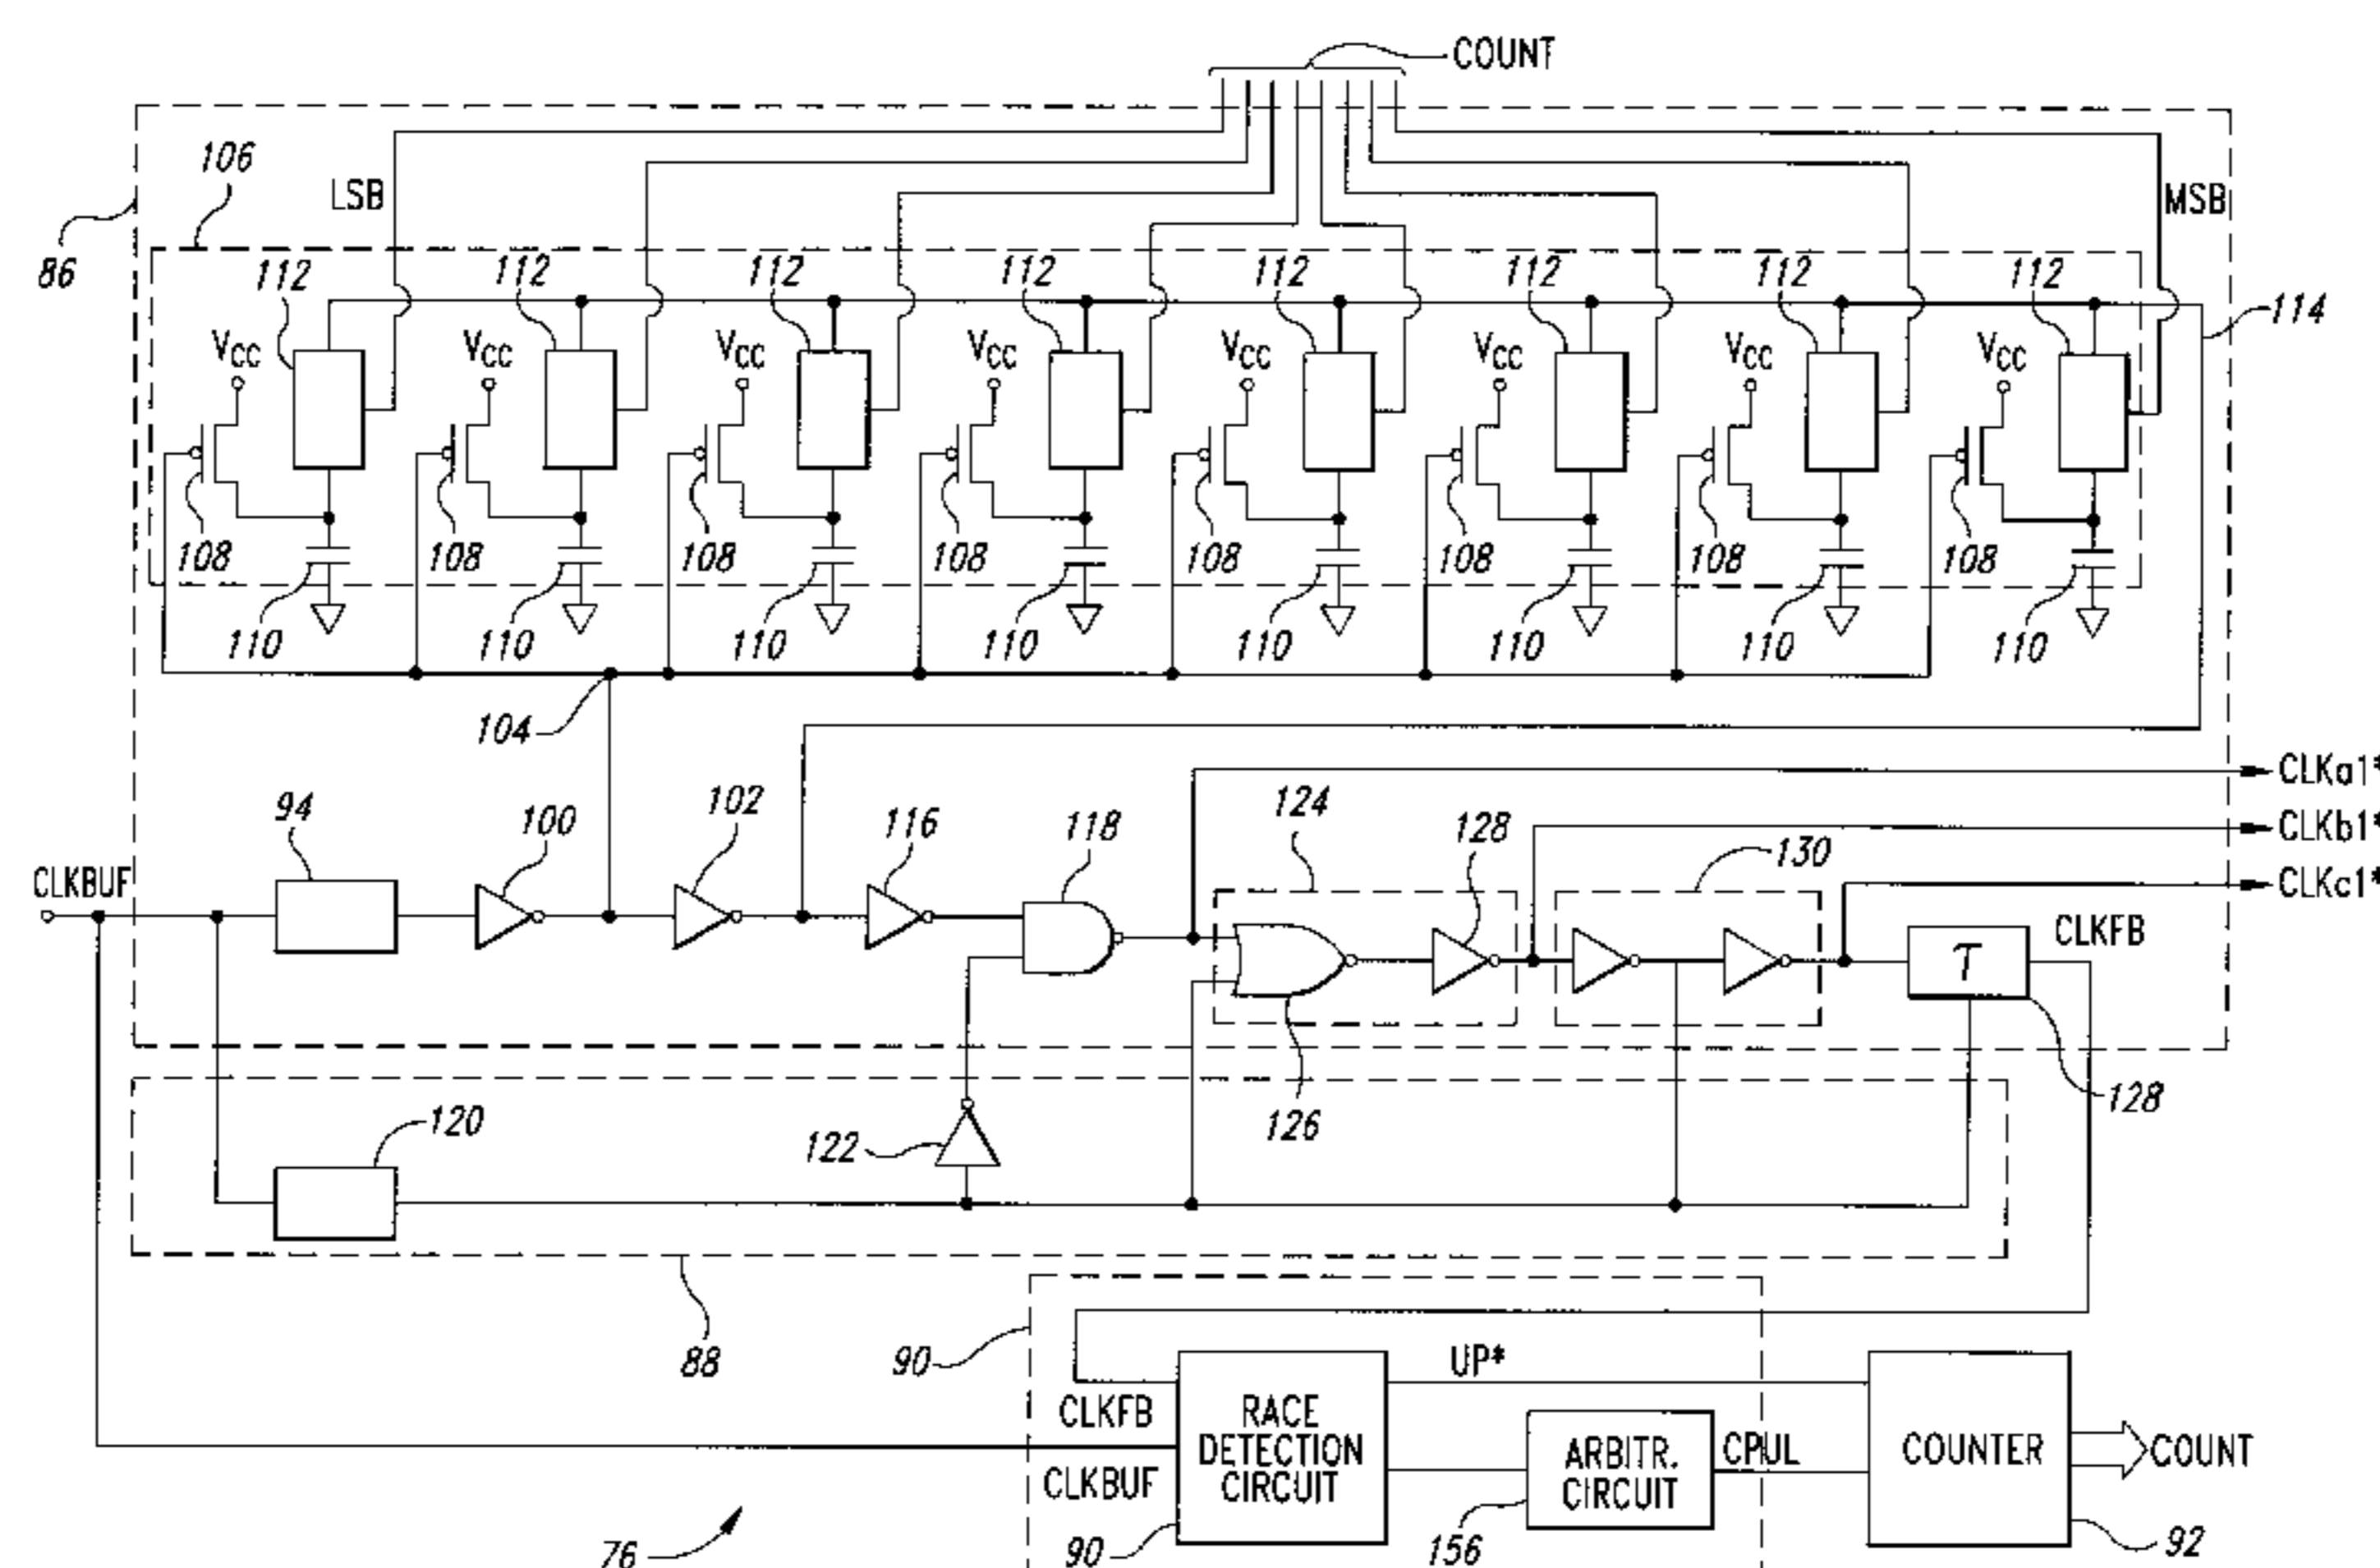 COUNT
106
LSB
MSB
86
112 112 112 112 112 112 112 112
114
VCC VCC VCC VCC VCC VCC VCC VCC
108 108 108 108 108 108 108 108
110 110 110 110 110 110 110 110
104
CLKa1*
94 100 102 116 118 124 128 130
CLKb1*
CLKBUF
CLKc1*
CLKFB
τ
120
122
126
128
88
90
UP*
CLKFB
RACE
DETECTION
CIRCUIT
CLKBUF
ARBITR.
CIRCUIT
CPUL
COUNTER
COUNT
76
90
156
92